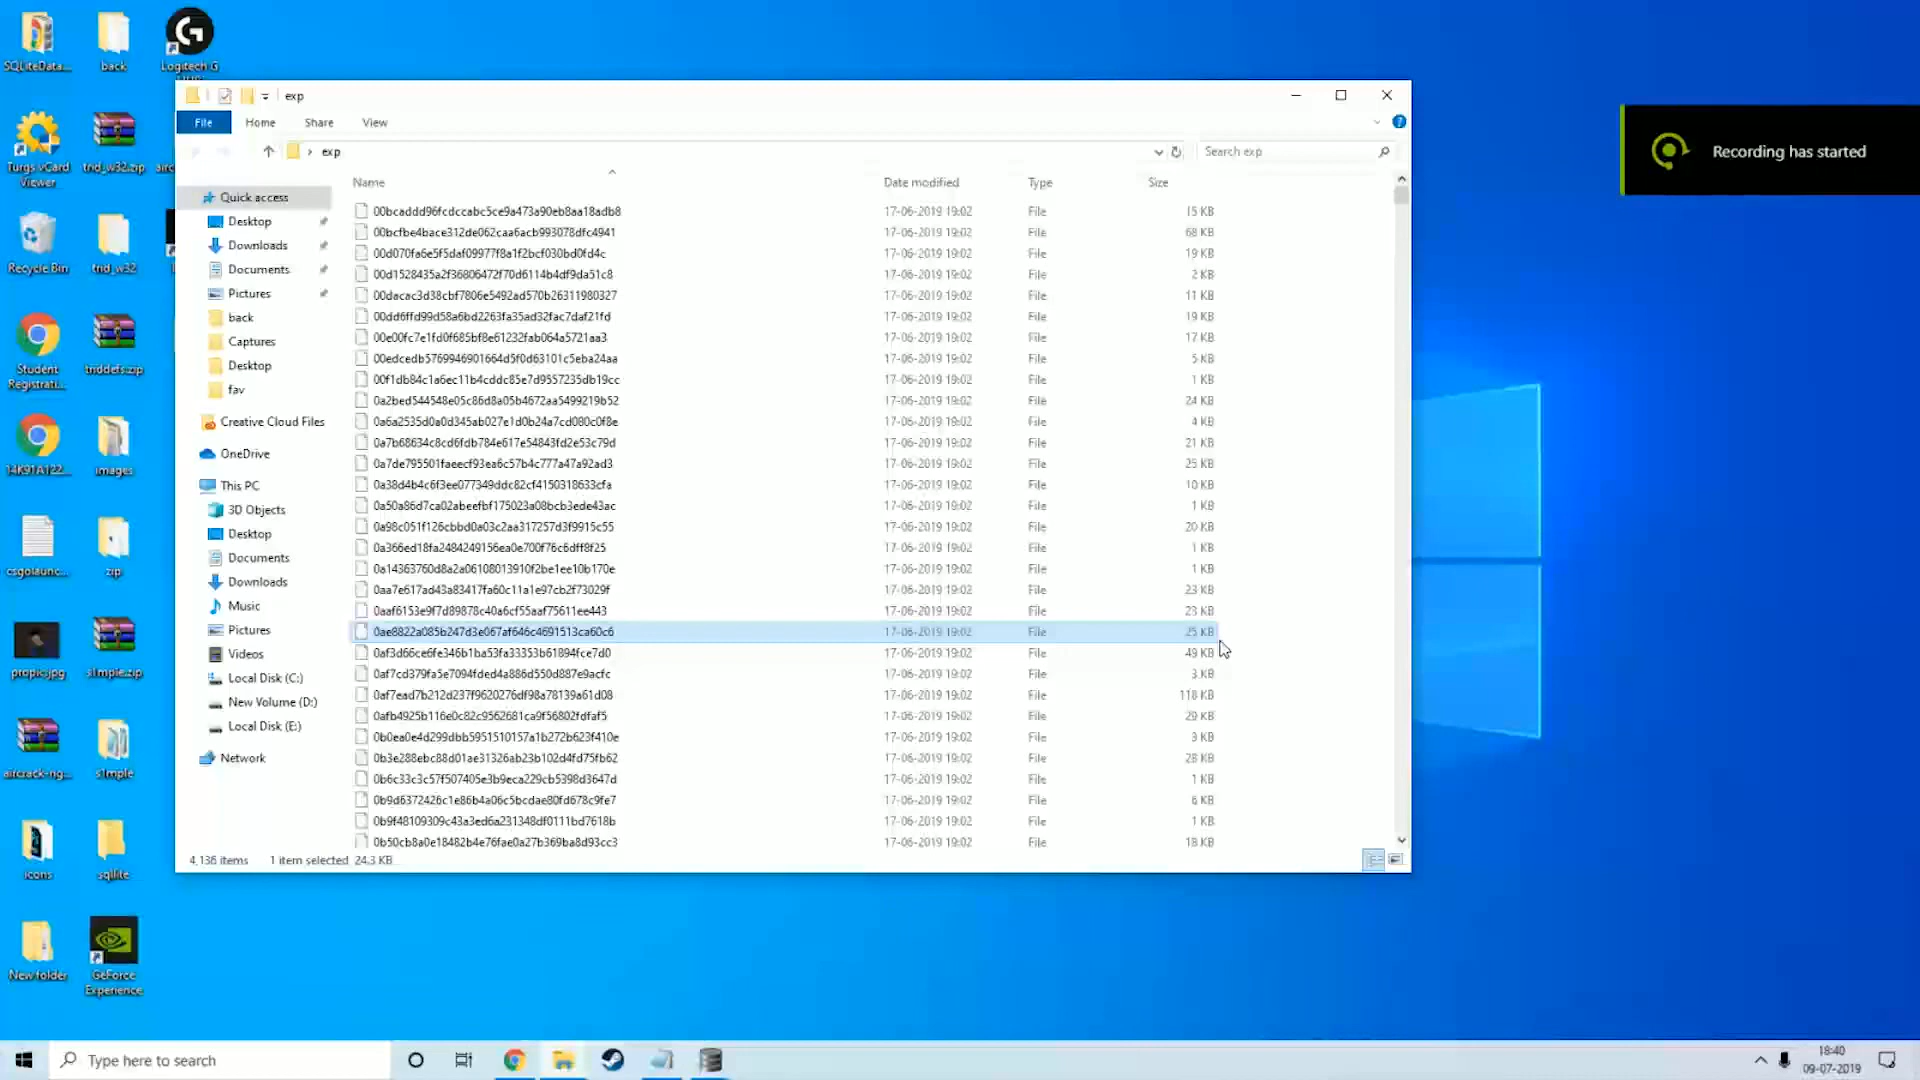 SQLiteData...
back
Logitech G
Turgs vCard
Viewer
tnd_w32.zip
airc
Recycle Bin
tnd_w32
Student
Registrati...
tnddefs.zip
14K91A122...
images
csgolaunc...
zip
propic.jpg
s1mple.zip
aircrack-ng...
s1mple
icons
sqllite
New folder
GeForce
Experience
exp
File Home Share View
exp
Search exp
Name Date modified Type Size
Quick access
Desktop
Downloads
Documents
Pictures
back
Captures
Desktop
fav
Creative Cloud Files
OneDrive
This PC
3D Objects
Desktop
Documents
Downloads
Music
Pictures
Videos
Local Disk (C:)
New Volume (D:)
Local Disk (E:)
Network
00bcaddd96fcdccabc5ce9a473a90eb8aa18adb8 17-06-2019 19:02 File 15 KB
00bcfbe4bace312de062caa6acb993078dfc4941 17-06-2019 19:02 File 68 KB
00d070fa6e5f5daf09977f8a1f2bcf030bd0fd4c 17-06-2019 19:02 File 19 KB
00d1528435a2f36806472f70d6114b4df9da51c8 17-06-2019 19:02 File 2 KB
00dacac3d38cbf7806e5492ad570b26311980327 17-06-2019 19:02 File 11 KB
00dd6ffd99d58a6bd2263fa35ad32fac7daf21fd 17-06-2019 19:02 File 19 KB
00e00fc7e1fd0f685bf8e61232fab064a5721aa3 17-06-2019 19:02 File 17 KB
00edcedb5769946901664d5f0d63101c5eba24aa 17-06-2019 19:02 File 5 KB
00f1db84c1a6ec11b4cddc85e7d9557235db19cc 17-06-2019 19:02 File 1 KB
0a2bed544548e05c86d8a05b4672aa5499219b52 17-06-2019 19:02 File 24 KB
0a6a2535d0a0d345ab027e1d0b24a7cd080c0f8e 17-06-2019 19:02 File 4 KB
0a7b68634c8cd6fdb784e617e54843fd2e53c79d 17-06-2019 19:02 File 21 KB
0a7de795501faeecf93ea6c57b4c777a47a92ad3 17-06-2019 19:02 File 25 KB
0a38d4b4c6f3ee077349ddc82cf4150318633cfa 17-06-2019 19:02 File 10 KB
0a50a86d7ca02abeefbf175023a08bcb3ede43ac 17-06-2019 19:02 File 1 KB
0a98c051f126cbbd0a03c2aa317257d3f9915c55 17-06-2019 19:02 File 20 KB
0a366ed18fa2484249156ea0e700f76c6dff8f25 17-06-2019 19:02 File 1 KB
0a14363760d8a2a06108013910f2be1ee10b170e 17-06-2019 19:02 File 1 KB
0aa7e617ad43a83417fa60c11a1e97cb2f73029f 17-06-2019 19:02 File 23 KB
0aaf6153e9f7d89878c40a6cf55aaf75611ee443 17-06-2019 19:02 File 23 KB
0ae8822a085b247d3e067af646c4691513ca60c6 17-06-2019 19:02 File 25 KB
0af3d66ce6fe346b1ba53fa33353b61894fce7d0 17-06-2019 19:02 File 49 KB
0af7cd379fa5e7094fded4a886d550d887e9acfc 17-06-2019 19:02 File 3 KB
0af7ead7b212d237f9620276df98a78139a61d08 17-06-2019 19:02 File 118 KB
0afb4925b116e0c82c9562681ca9f56802fdfaf5 17-06-2019 19:02 File 29 KB
0b0ea0e4d299dbb5951510157a1b272b623f410e 17-06-2019 19:02 File 3 KB
0b3e288ebc88d01ae31326ab23b102d4fd75fb62 17-06-2019 19:02 File 28 KB
0b6c33c3c57f507405e3b9eca229cb5398d3647d 17-06-2019 19:02 File 1 KB
0b9d6372426c1e86b4a06c5bcdae80fd678c9fe7 17-06-2019 19:02 File 6 KB
0b9f48109309c43a3ed6a231348df0111bd7618b 17-06-2019 19:02 File 1 KB
0b50cb8a0e18482b4e76fae0a27b369ba8d93cc3 17-06-2019 19:02 File 18 KB
4,136 items 1 item selected 24.3 KB
Recording has started
Type here to search
18:40
09-07-2019